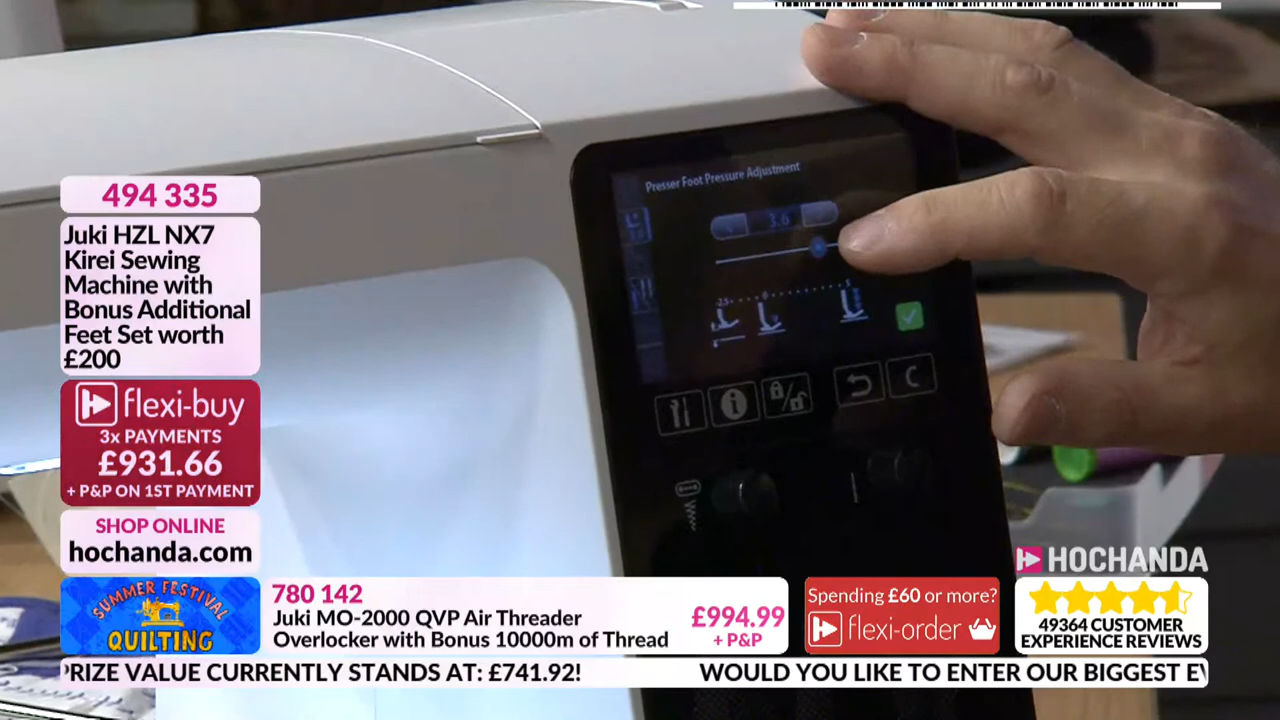 Presser Foot Pressure Adjustment
3.6
494 335
Juki HZL NX7
Kirei Sewing
Machine with
Bonus Additional
Feet Set worth
£200
flexi-buy
3x PAYMENTS
£931.66
+ P&P ON 1ST PAYMENT
SHOP ONLINE
hochanda.com
SUMMER FESTIVAL
QUILTING
780 142
Juki MO-2000 QVP Air Threader
Overlocker with Bonus 10000m of Thread
£994.99
+ P&P
Spending £60 or more?
flexi-order
HOCHANDA
49364 CUSTOMER
EXPERIENCE REVIEWS
PRIZE VALUE CURRENTLY STANDS AT: £741.92! WOULD YOU LIKE TO ENTER OUR BIGGEST